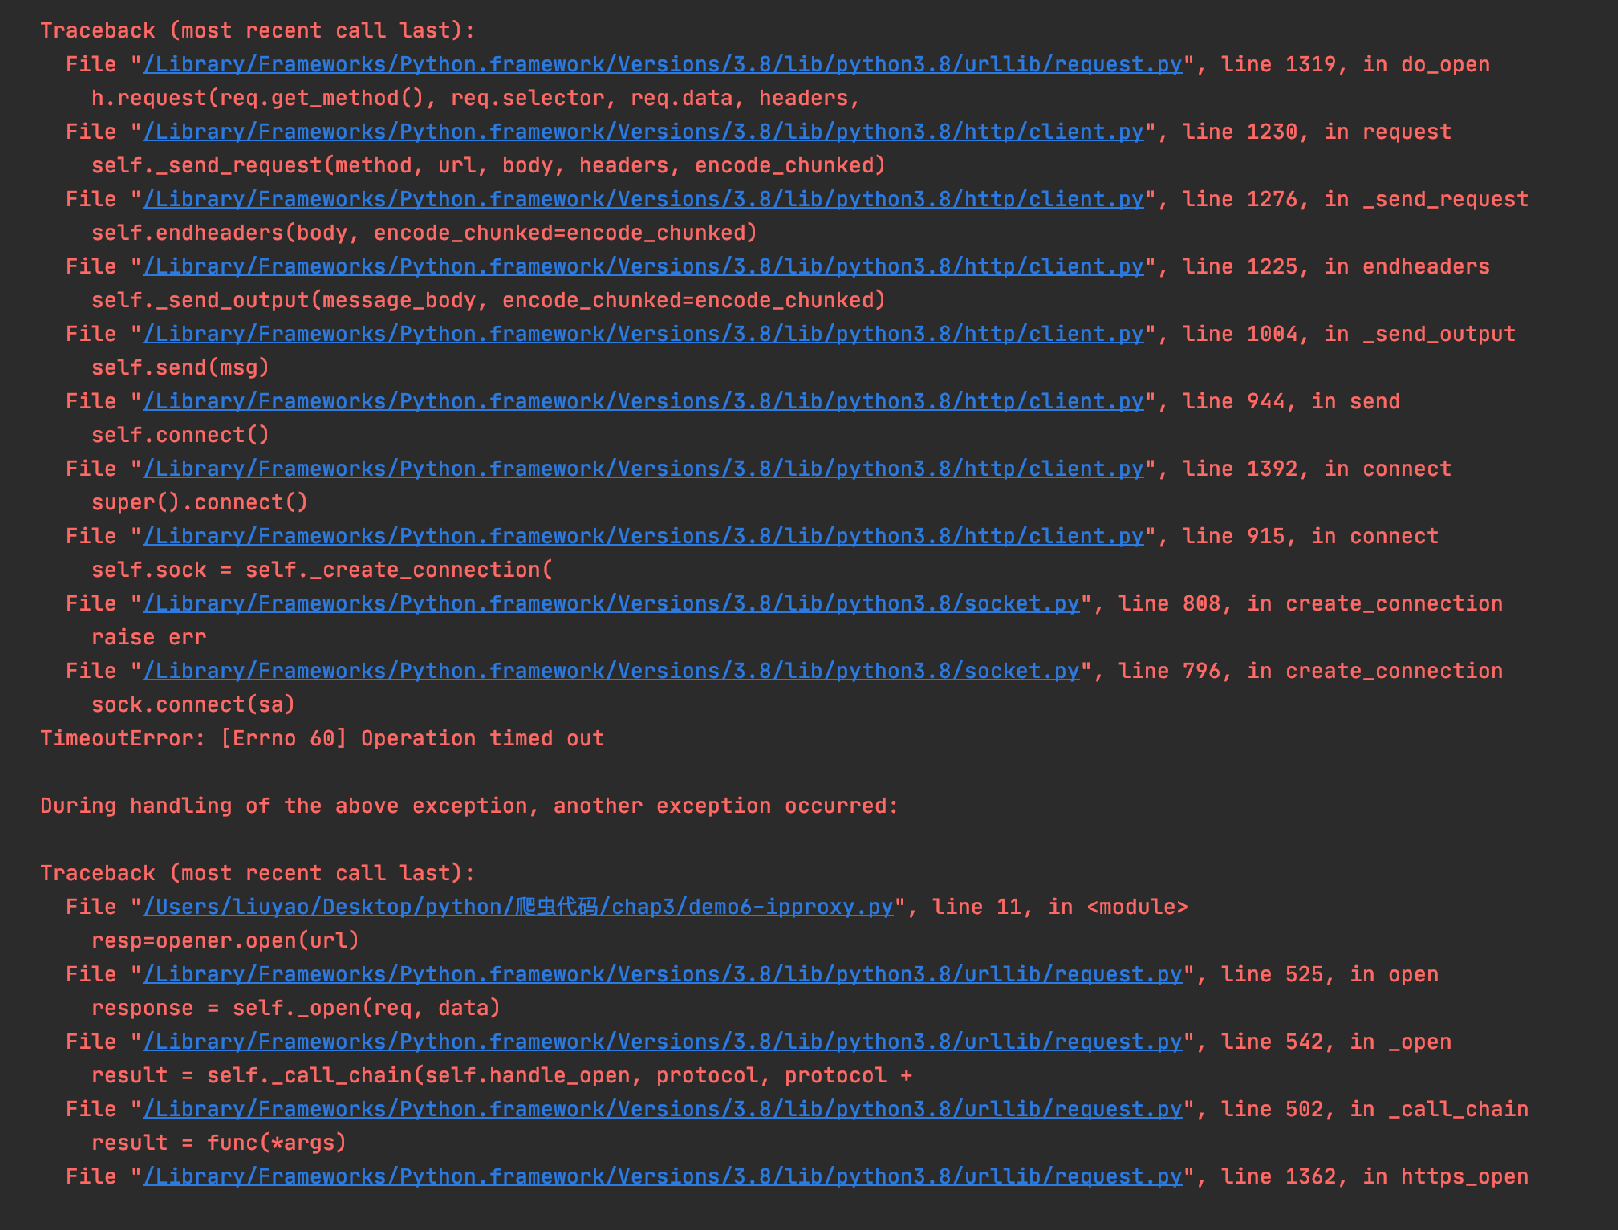 Traceback (most recent call last):
  File "/Library/Frameworks/Python.framework/Versions/3.8/lib/python3.8/urllib/request.py", line 1319, in do_open
    h.request(req.get_method(), req.selector, req.data, headers,
  File "/Library/Frameworks/Python.framework/Versions/3.8/lib/python3.8/http/client.py", line 1230, in request
    self._send_request(method, url, body, headers, encode_chunked)
  File "/Library/Frameworks/Python.framework/Versions/3.8/lib/python3.8/http/client.py", line 1276, in _send_request
    self.endheaders(body, encode_chunked=encode_chunked)
  File "/Library/Frameworks/Python.framework/Versions/3.8/lib/python3.8/http/client.py", line 1225, in endheaders
    self._send_output(message_body, encode_chunked=encode_chunked)
  File "/Library/Frameworks/Python.framework/Versions/3.8/lib/python3.8/http/client.py", line 1004, in _send_output
    self.send(msg)
  File "/Library/Frameworks/Python.framework/Versions/3.8/lib/python3.8/http/client.py", line 944, in send
    self.connect()
  File "/Library/Frameworks/Python.framework/Versions/3.8/lib/python3.8/http/client.py", line 1392, in connect
    super().connect()
  File "/Library/Frameworks/Python.framework/Versions/3.8/lib/python3.8/http/client.py", line 915, in connect
    self.sock = self._create_connection(
  File "/Library/Frameworks/Python.framework/Versions/3.8/lib/python3.8/socket.py", line 808, in create_connection
    raise err
  File "/Library/Frameworks/Python.framework/Versions/3.8/lib/python3.8/socket.py", line 796, in create_connection
    sock.connect(sa)
TimeoutError: [Errno 60] Operation timed out

During handling of the above exception, another exception occurred:

Traceback (most recent call last):
  File "/Users/liuyao/Desktop/python/爬虫代码/chap3/demo6-ipproxy.py", line 11, in <module>
    resp=opener.open(url)
  File "/Library/Frameworks/Python.framework/Versions/3.8/lib/python3.8/urllib/request.py", line 525, in open
    response = self._open(req, data)
  File "/Library/Frameworks/Python.framework/Versions/3.8/lib/python3.8/urllib/request.py", line 542, in _open
    result = self._call_chain(self.handle_open, protocol, protocol +
  File "/Library/Frameworks/Python.framework/Versions/3.8/lib/python3.8/urllib/request.py", line 502, in _call_chain
    result = func(*args)
  File "/Library/Frameworks/Python.framework/Versions/3.8/lib/python3.8/urllib/request.py", line 1362, in https_open